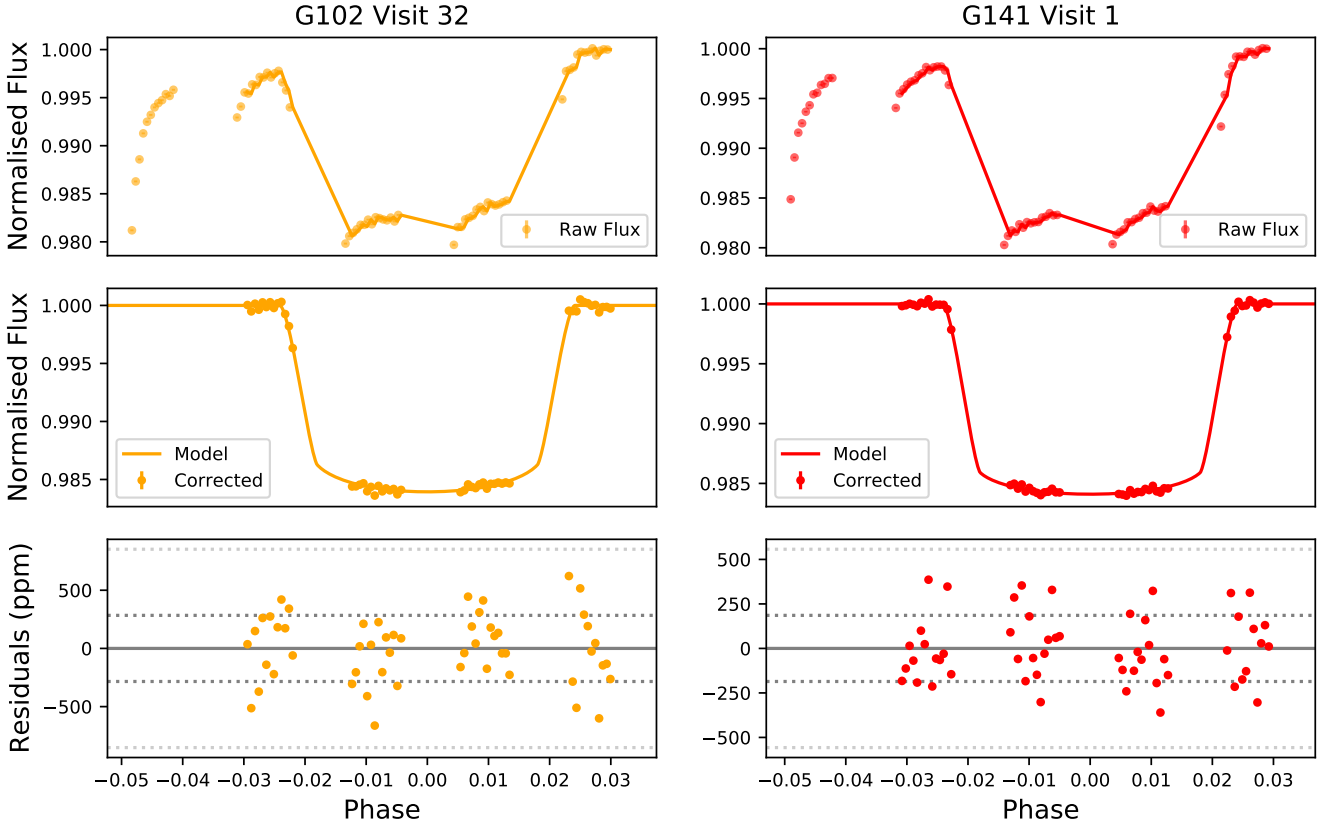 G102 Visit 32
G141 Visit 1
Normalised Flux
1.000
0.995
0.990
0.985
0.980
Raw Flux
1.000
0.995
0.990
0.985
0.980
Raw Flux
Normalised Flux
1.000
0.995
0.990
0.985
Model
Corrected
1.000
0.995
0.990
0.985
Model
Corrected
Residuals (ppm)
500
0
−500
500
250
0
−250
−500
−0.05 −0.04 −0.03 −0.02 −0.01 0.00 0.01 0.02 0.03
−0.05 −0.04 −0.03 −0.02 −0.01 0.00 0.01 0.02 0.03
Phase
Phase